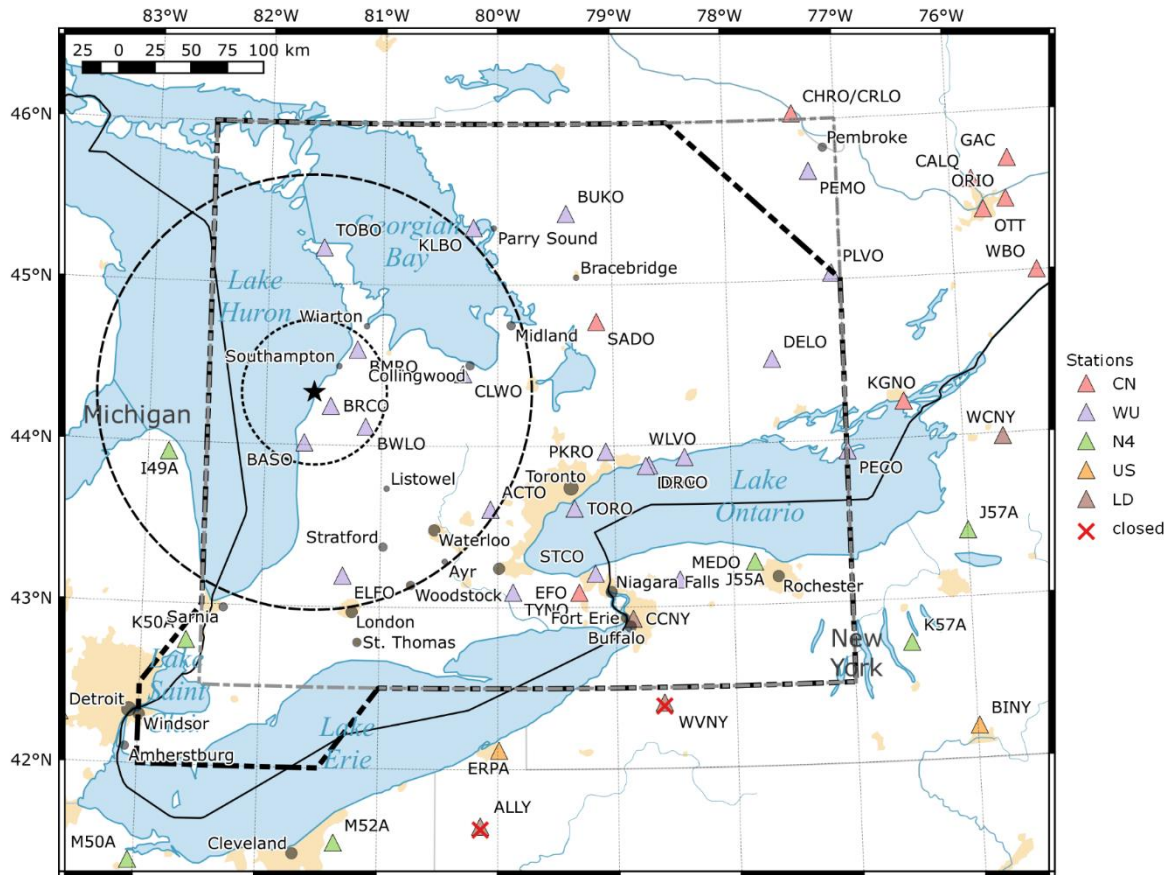 83°W 82°W 81°W 80°W 79°W 78°W 77°W 76°W
25 0 25 50 75 100 km
46°N
CHRO/CRLO
Pembroke
GAC
CALQ
ORIO
PEMO
OTT
BUKO
TOBO
Georgian
Bay
KLBO
Parry Sound
WBO
PLVO
45°N
Bracebridge
Lake
Huron
Wiarton
Midland
SADO
Southampton
BMRO
DELO
Stations
Collingwood
CLWO
CN
KGNO
WU
BRCO
Michigan
WCNY
N4
44°N
BWLO
WLVO
US
BASO
PKRO
PECO
LD
I49A
DRCO
Listowel
Toronto
Lake
Ontario
closed
ACTO
TORO
J57A
Stratford
Waterloo
STCO
MEDO
Ayr
J55A
Rochester
Niagara Falls
43°N
ELFO
Woodstock
EFO
TYNO
Sarnia
London
Fort Erie
CCNY
K50A
St. Thomas
Buffalo
K57A
New
York
Lake
Saint
Clair
Detroit
Windsor
WVNY
BINY
Amherstburg
Lake
Erie
42°N
ERPA
ALLY
M52A
M50A
Cleveland